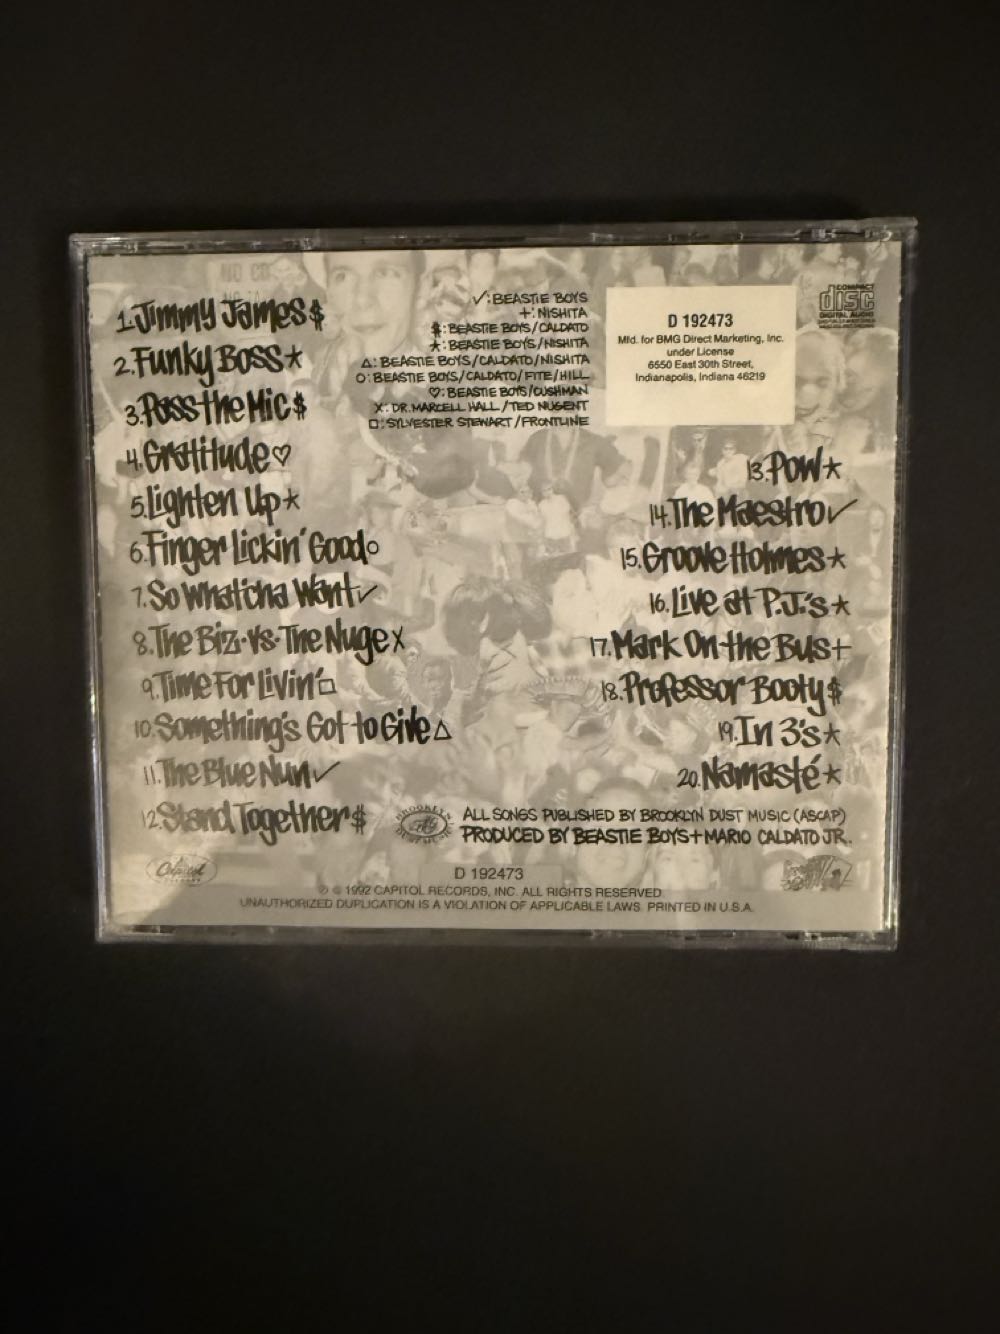 1. Jimmy James $
2. Funky Boss ★
3. Pass the Mic $
4. Gratitude ♡
5. Lighten Up ★
6. Finger Lickin' Good ○
7. So Whatcha Want ✓
8. The Biz·Vs·The Nuge X
9. Time For Livin' □
10. Something's Got to Give △
11. The Blue Nun ✓
12. Stand Together $
✓: BEASTIE BOYS
+: NISHITA
$: BEASTIE BOYS/CALDATO
★: BEASTIE BOYS/NISHITA
△: BEASTIE BOYS/CALDATO/NISHITA
○: BEASTIE BOYS/CALDATO/FITE/HILL
♡: BEASTIE BOYS/CUSHMAN
X: DR. MARCELL HALL/TED NUGENT
□: SYLVESTER STEWART/FRONTLINE
D 192473
Mfd. for BMG Direct Marketing, Inc.
under License
6550 East 30th Street,
Indianapolis, Indiana 46219
COMPACT
disc
DIGITAL AUDIO
13. POW ★
14. The Maestro ✓
15. Groove Holmes ★
16. Live at P.J.'s ★
17. Mark On the Bus +
18. Professor Booty $
19. In 3's ★
20. Namasté ★
ALL SONGS PUBLISHED BY BROOKLYN DUST MUSIC (ASCAP)
PRODUCED BY BEASTIE BOYS + MARIO CALDATO JR.
Capitol
D 192473
℗ © 1992 CAPITOL RECORDS, INC. ALL RIGHTS RESERVED.
UNAUTHORIZED DUPLICATION IS A VIOLATION OF APPLICABLE LAWS. PRINTED IN U.S.A.